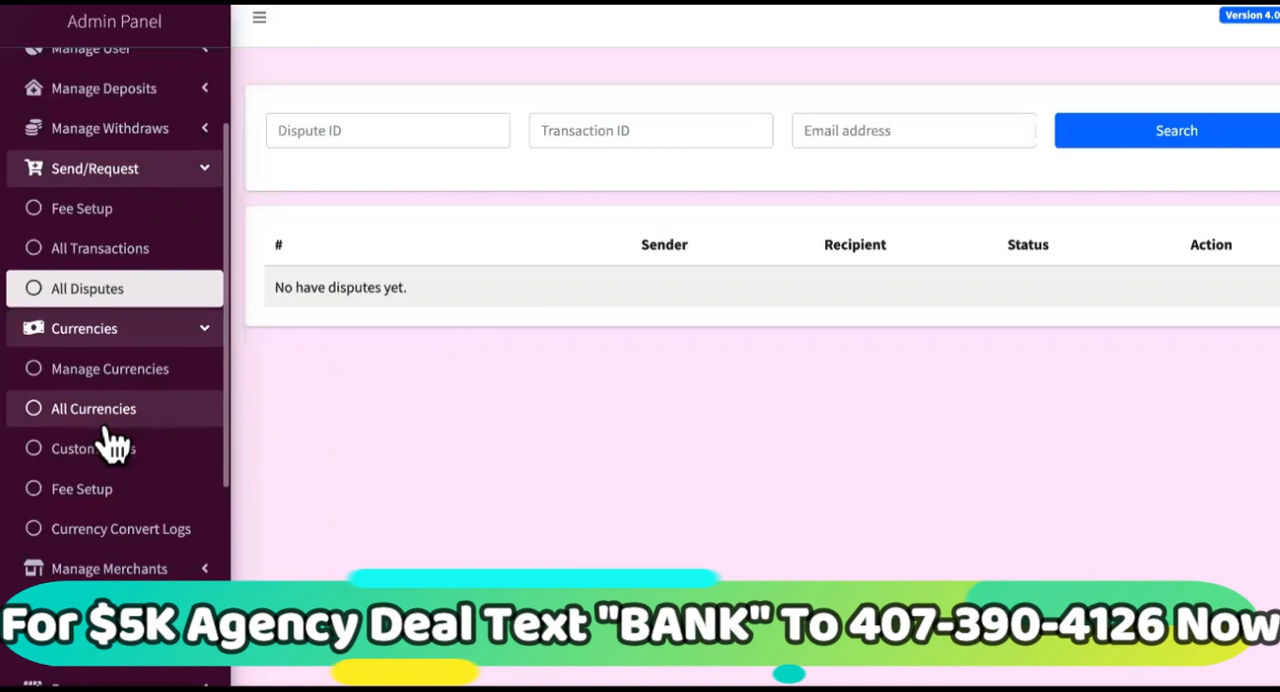 Admin Panel
Version 4.0
Manage User
Manage Deposits
Manage Withdraws
Send/Request
Fee Setup
All Transactions
All Disputes
Currencies
Manage Currencies
All Currencies
Fee Setup
Currency Convert Logs
Manage Merchants
Dispute ID
Transaction ID
Email address
Search
# Sender Recipient Status Action
No have disputes yet.
For $5K Agency Deal Text "BANK" To 407-390-4126 Now